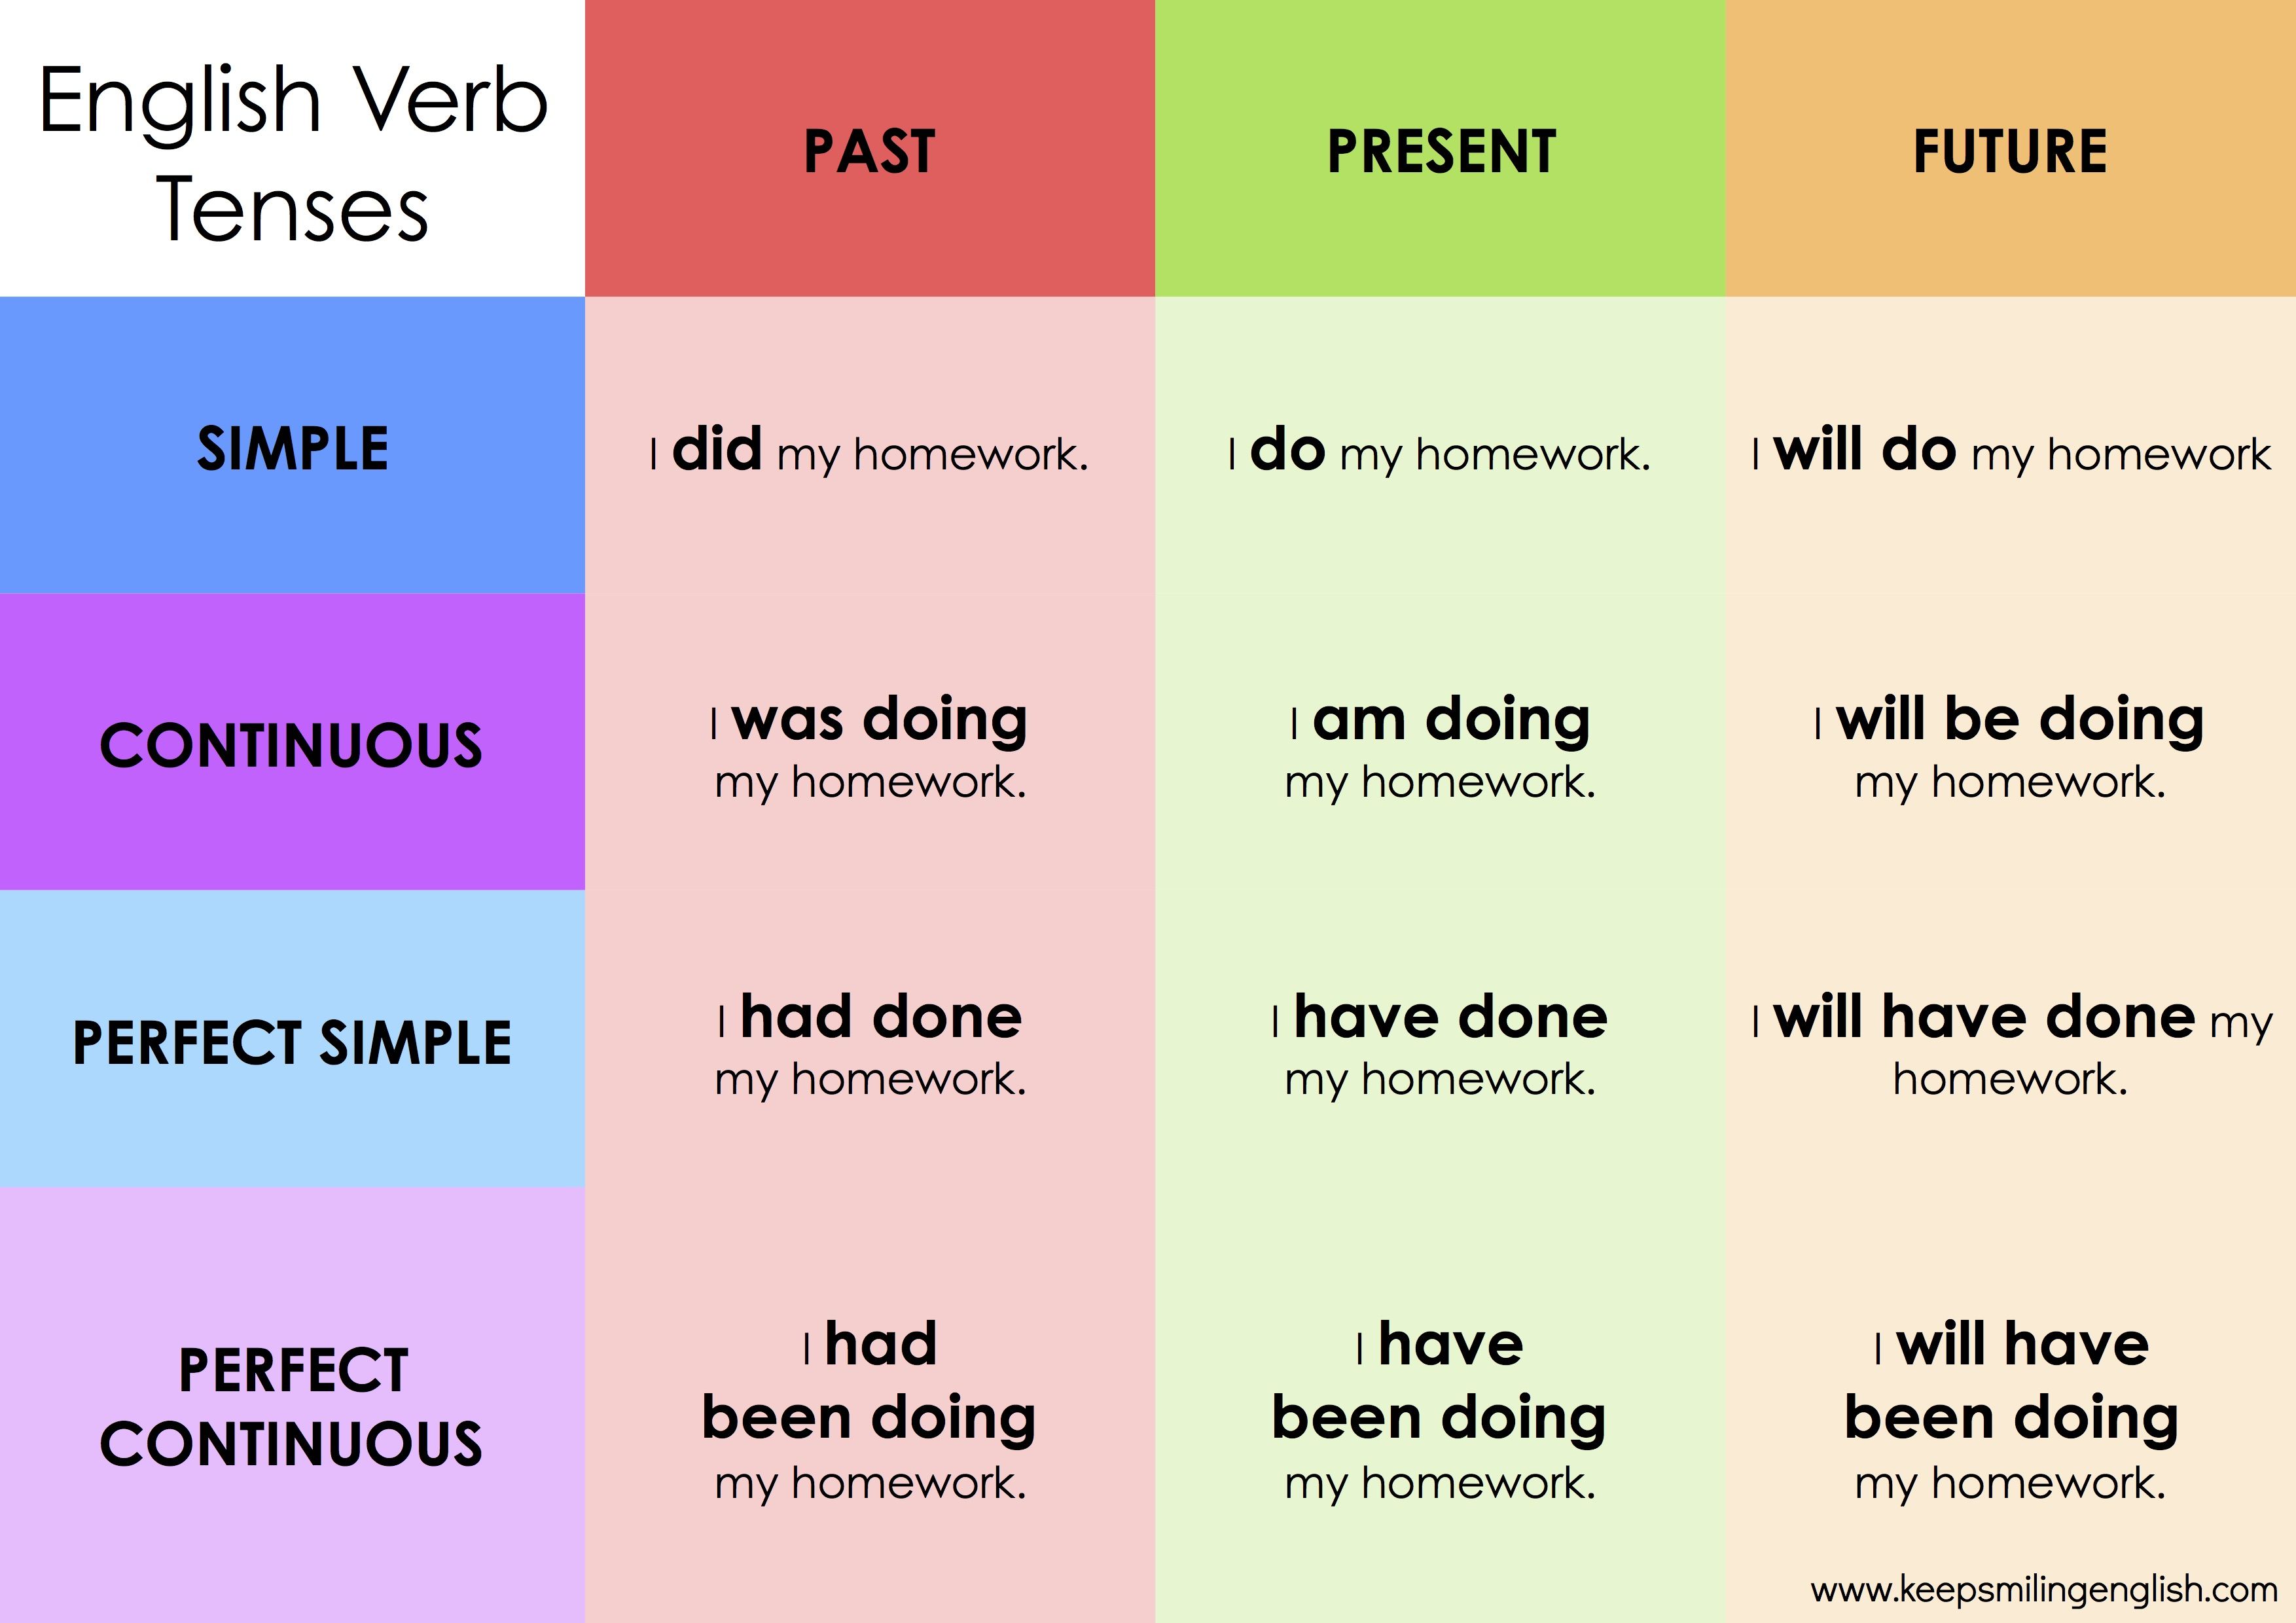 English Verb
Tenses
PAST
PRESENT
FUTURE
SIMPLE
I did my homework.
I do my homework.
I will do my homework
CONTINUOUS
I was doing
my homework.
I am doing
my homework.
I will be doing
my homework.
PERFECT SIMPLE
I had done
my homework.
I have done
my homework.
I will have done my
homework.
PERFECT
CONTINUOUS
I had
been doing
my homework.
I have
been doing
my homework.
I will have
been doing
my homework.
www.keepsmilingenglish.com